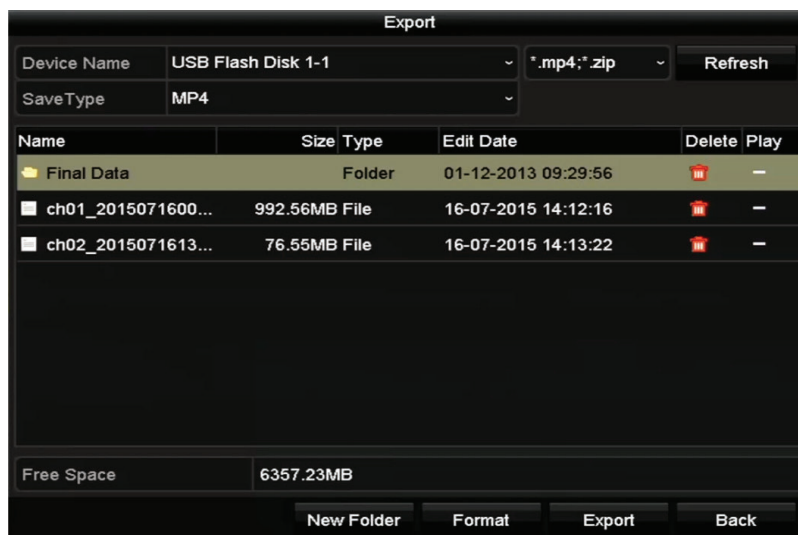 Export
Device Name USB Flash Disk 1-1 *.mp4;*.zip Refresh
SaveType MP4
Name Size Type Edit Date Delete Play
Final Data Folder 01-12-2013 09:29:56
ch01_2015071600... 992.56MB File 16-07-2015 14:12:16
ch02_2015071613... 76.55MB File 16-07-2015 14:13:22
Free Space 6357.23MB
New Folder Format Export Back